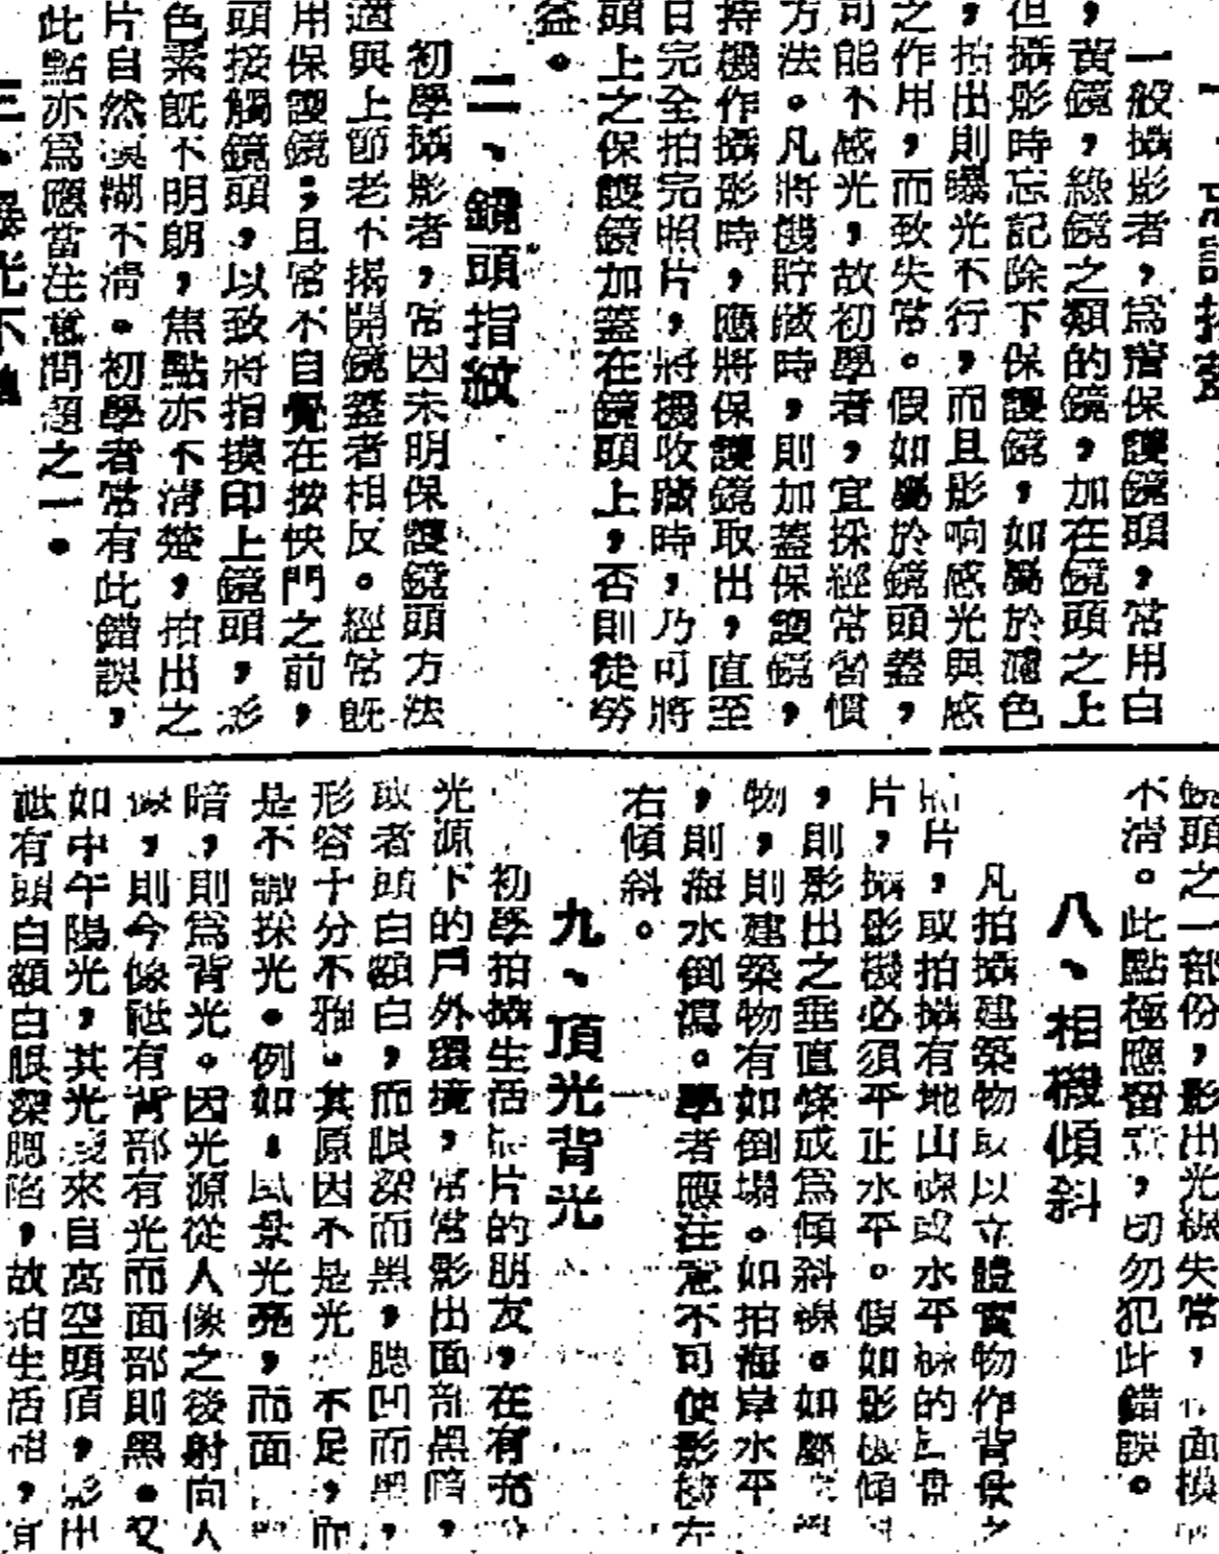 一般攝影者，爲着保護鏡頭，常用白
，黃鏡，綠鏡之類的鏡，加在鏡頭之上
但攝影時忘記除下保護鏡，如屬於濾色
，拍出則曝光不行，而且影响感光與感
之作用，而致失常。假如屬於鏡頭蓋，
可能不感光，故初學者，宜採經常習慣
方法。凡將機貯藏時，則加蓋保護鏡，
持機作攝影時，應將保護鏡取出，直至
日完全拍完照片，將機收藏時，乃可將
頭上之保護鏡加蓋在鏡頭上，否則徒勞
益。
二、鏡頭指紋
初學攝影者，常因未明保護鏡頭方法
適與上節老不揭開鏡蓋者相反。經常旣
用保護鏡；且常不自覺在按快門之前，
頭接觸鏡頭，以致將指摸印上鏡頭，影
色素旣不明朗，焦點亦不清楚，拍出之
片自然糢糊不清。初學者常有此錯誤，
此點亦爲應當注意問題之一。
三、曝光不
鏡頭之一部份，影出光線失常，面模
不清。此點極應留意，切勿犯此錯誤。
八、相機傾斜
凡拍攝建築物取以立體實物作背景之
照片，取拍攝有地山線或水平線的
片，攝影機必須平正水平。假如影機傾
，則影出之垂直線成爲傾斜線。如屬
物，則建築物有如倒塲。如拍海岸水平
，則海水倒瀉。學者應注意不可使影機左
右傾斜。
九、頂光背光
初學拍攝生活照片的朋友，在有充
光源下的戶外環境，常常影出面部黑暗，
或者頭白額白，而眼深而黑，腮凹而黑，
形容十分不雅。其原因不是光不足，而
是不識採光。例如：風景光亮，而面
暗，則爲背光。因光源從人像之後射向人
，則今像祗有背部有光而面部則黑。又
如中午陽光，其光來自高空頭頂，影出
祗有頭白額白眼深腮陷，故拍生活相，宜